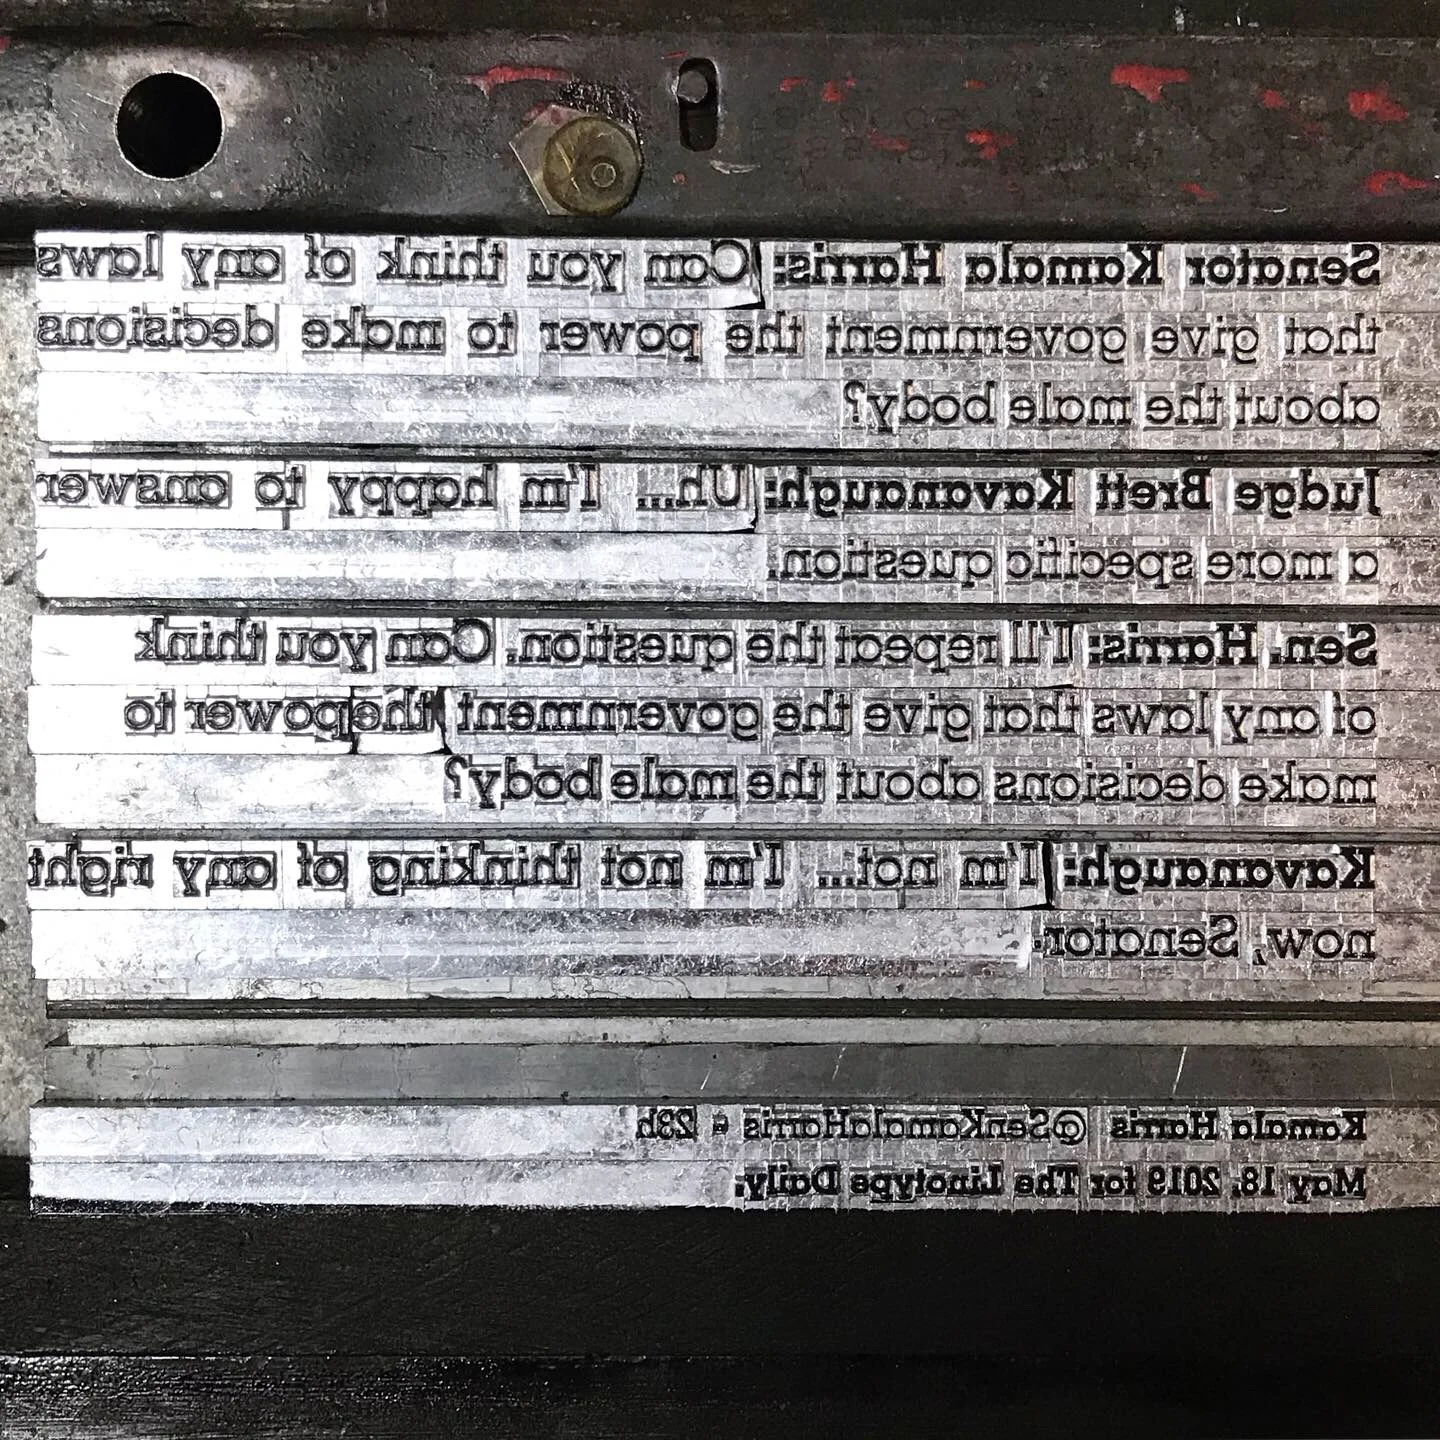 Senator Kamala Harris: Can you think of any laws
that give government the power to make decisions
about the male body?
Judge Brett Kavanaugh: Uh... I'm happy to answer
a more specific question.
Sen. Harris: I'll repeat the question. Can you think
of any laws that give the government the power to
make decisions about the male body?
Kavanaugh: I'm not... I'm not thinking of any right
now, Senator.
Kamala Harris @SenKamalaHarris • 23h
May 18, 2019 for The Linotype Daily.